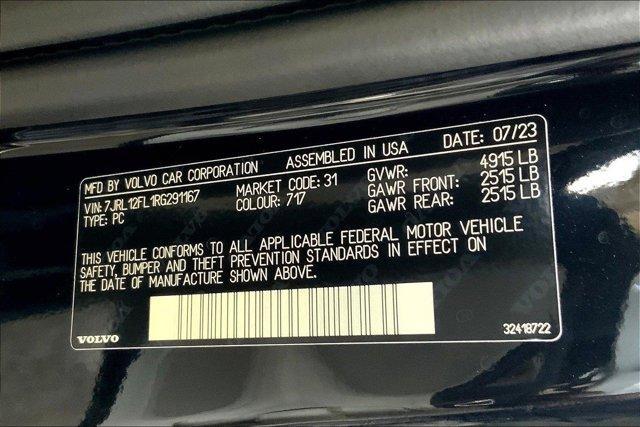 MFD BY VOLVO CAR CORPORATION ASSEMBLED IN USA DATE: 07/23
VIN: 7JRL12FL1RG291167 MARKET CODE: 31 GVWR: 4915 LB
TYPE: PC COLOUR: 717 GAWR FRONT: 2515 LB
GAWR REAR: 2515 LB
THIS VEHICLE CONFORMS TO ALL APPLICABLE FEDERAL MOTOR VEHICLE
SAFETY, BUMPER AND THEFT PREVENTION STANDARDS IN EFFECT ON
THE DATE OF MANUFACTURE SHOWN ABOVE.
VOLVO 32418722